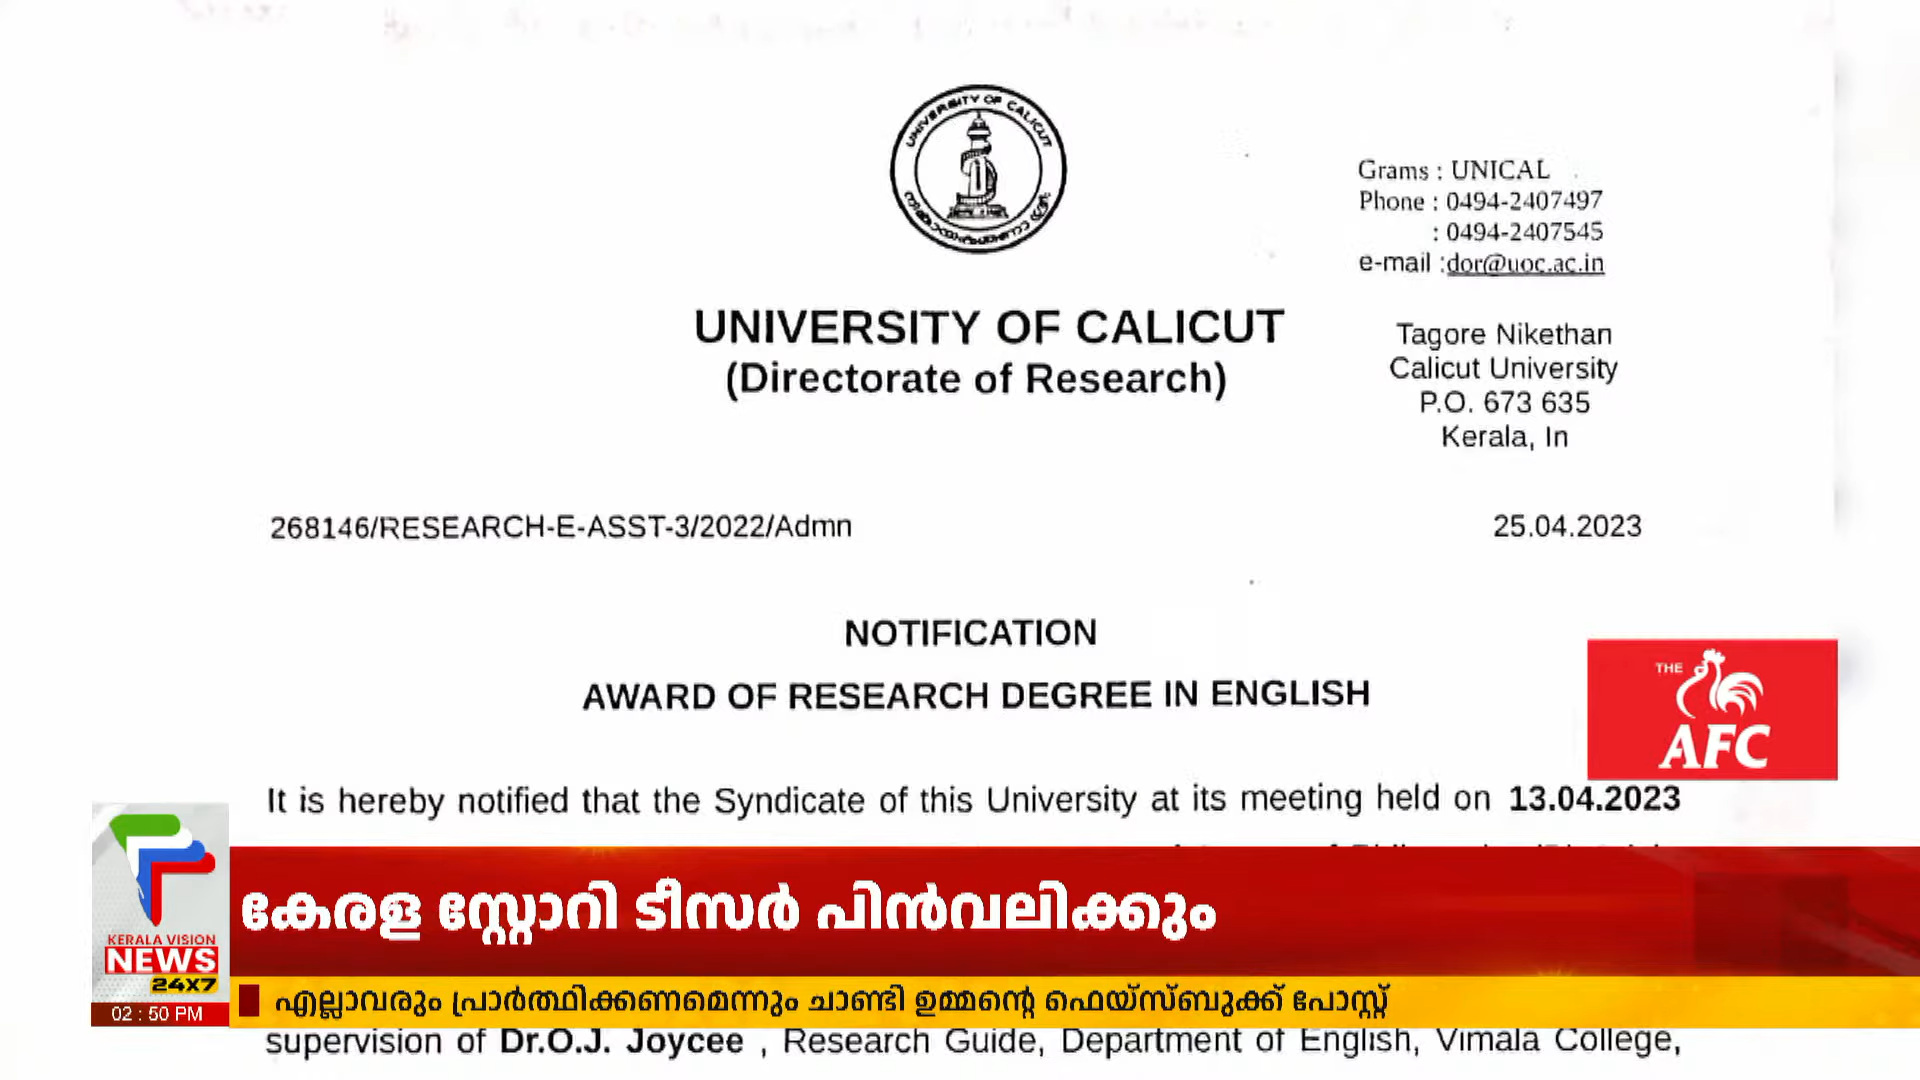 UNIVERSITY OF CALICUT
Grams : UNICAL
Phone : 0494-2407497
: 0494-2407545
e-mail :dor@uoc.ac.in
UNIVERSITY OF CALICUT
(Directorate of Research)
Tagore Nikethan
Calicut University
P.O. 673 635
Kerala, In
268146/RESEARCH-E-ASST-3/2022/Admn
25.04.2023
NOTIFICATION
AWARD OF RESEARCH DEGREE IN ENGLISH
THE
AFC
It is hereby notified that the Syndicate of this University at its meeting held on 13.04.2023
കേരള സ്റ്റോറി ടീസർ പിൻവലിക്കും
KERALA VISION
NEWS
24X7
02 : 50 PM
എല്ലാവരും പ്രാർത്ഥിക്കണമെന്നും ചാണ്ടി ഉമ്മന്റെ ഫെയ്സ്ബുക്ക് പോസ്റ്റ്
supervision of Dr.O.J. Joycee , Research Guide, Department of English, Vimala College,